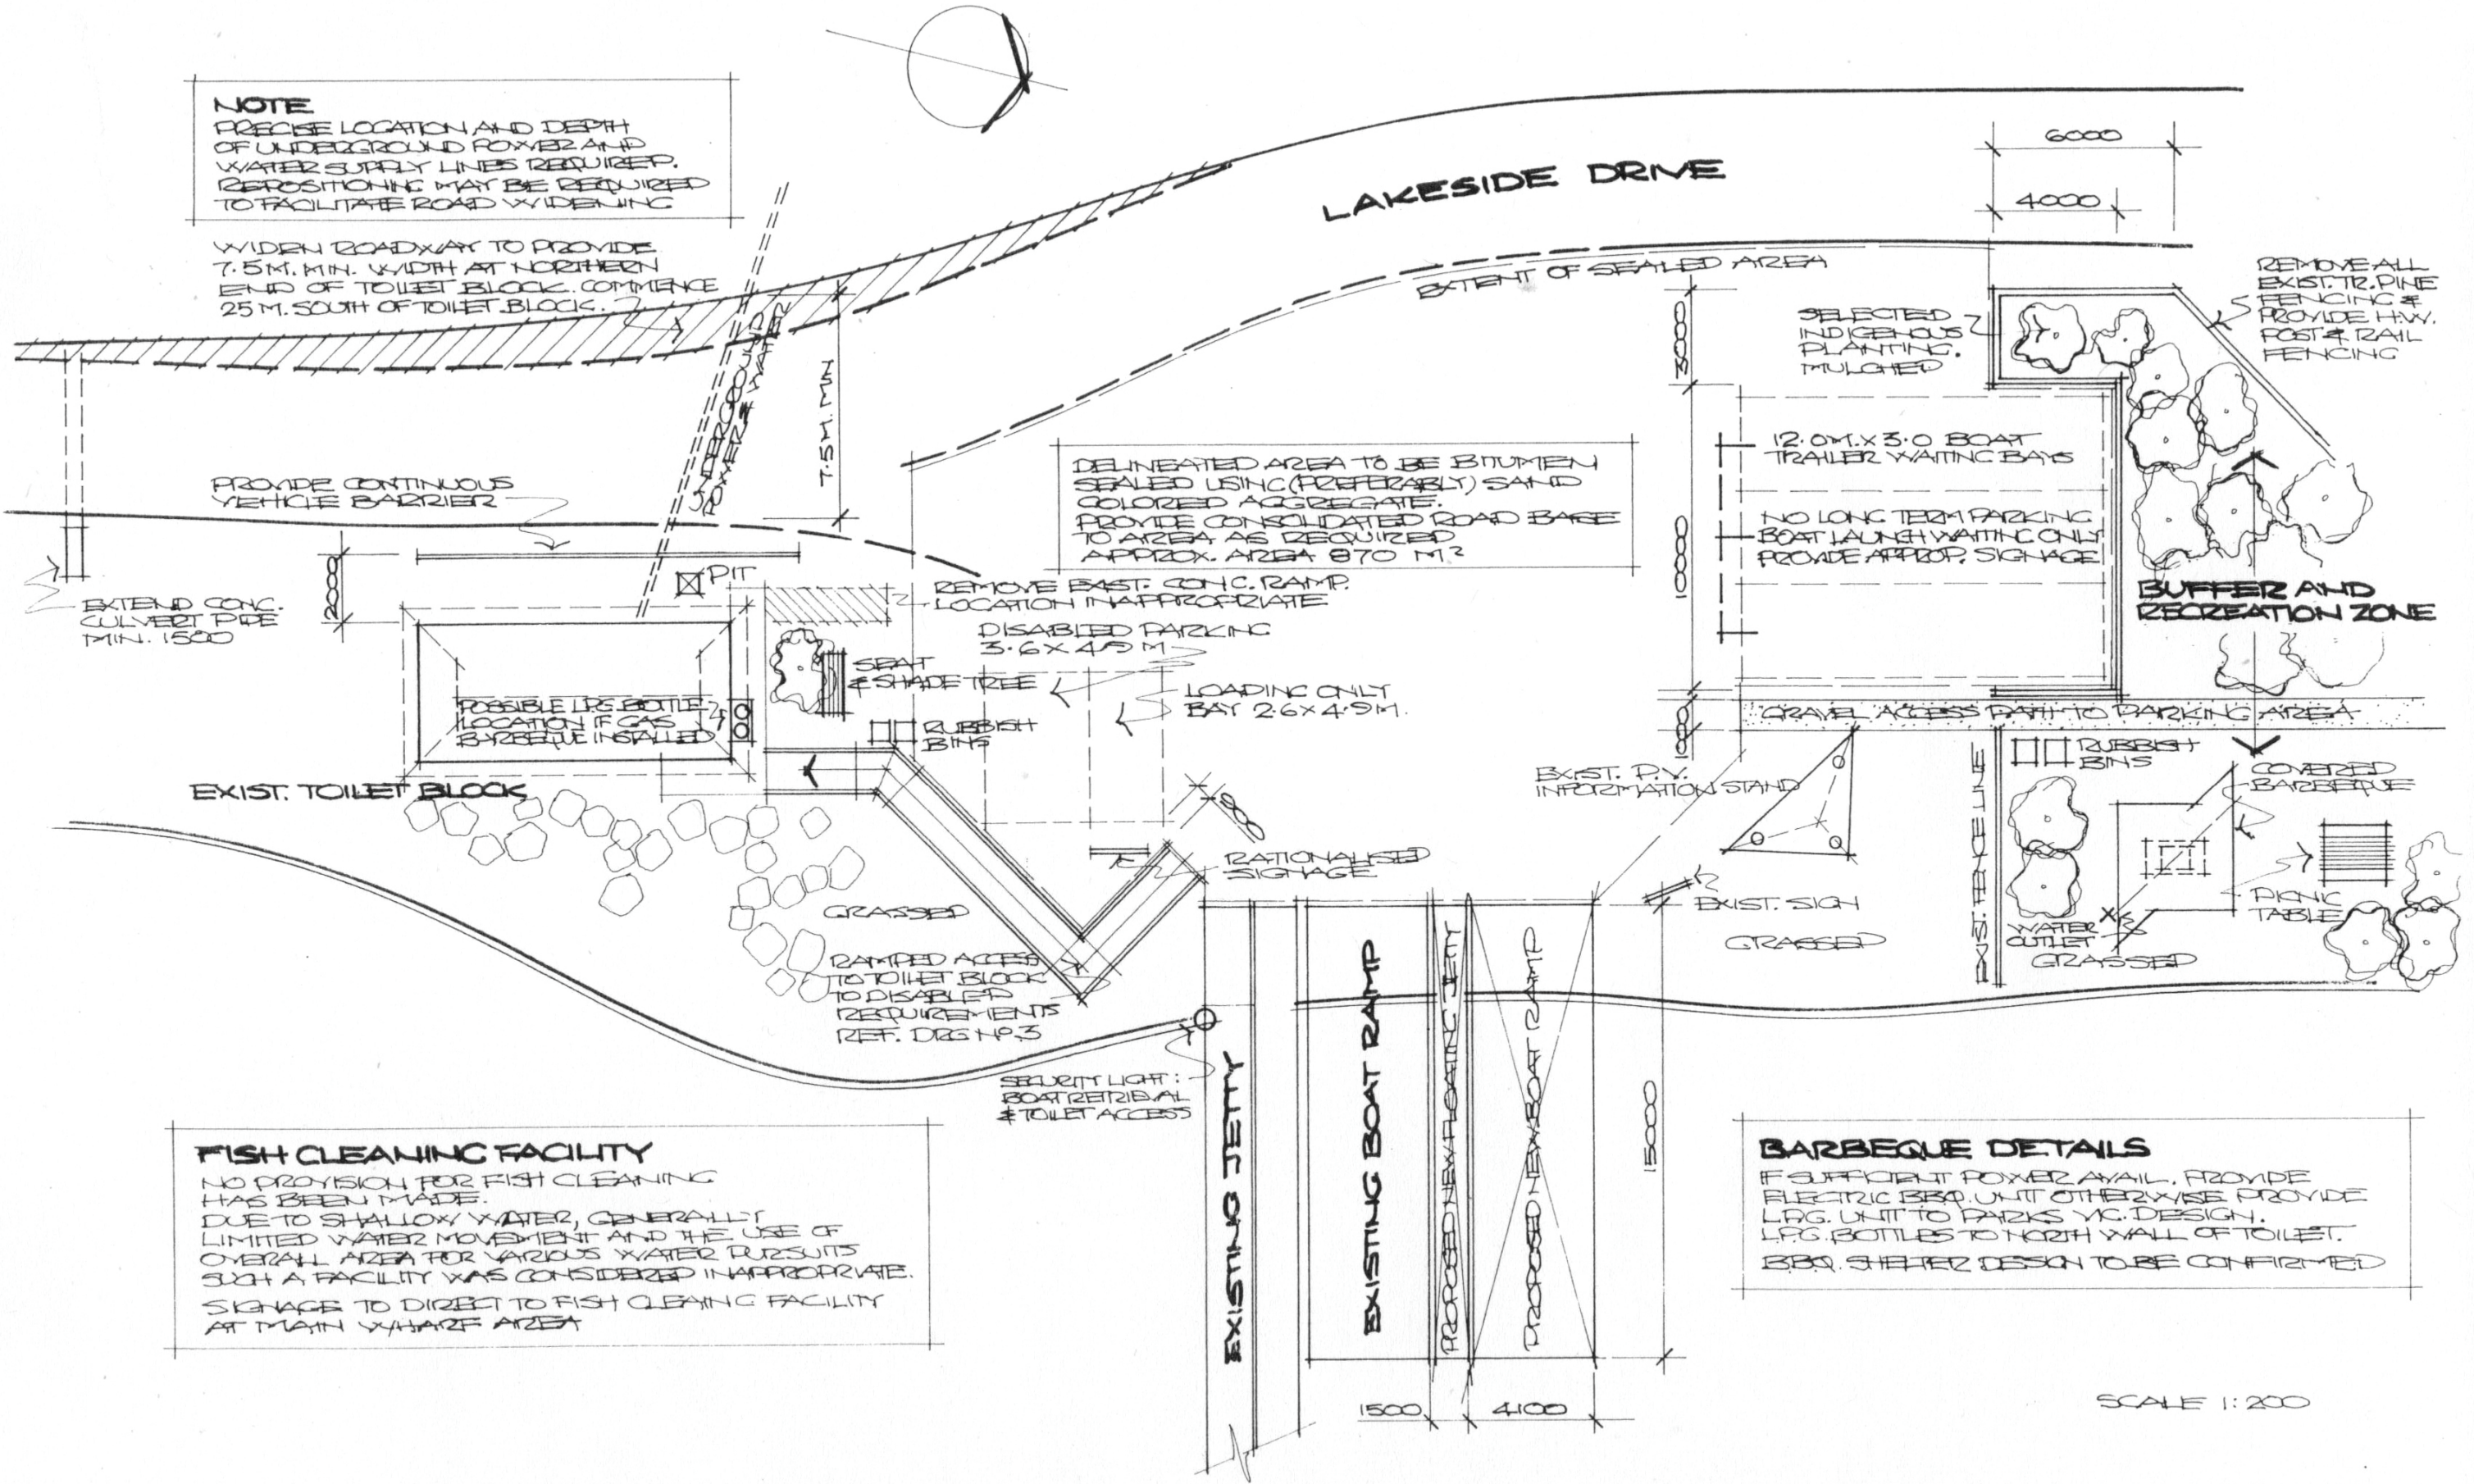 NOTE
PRECISE LOCATION AND DEPTH
OF UNDERGROUND POWER AND
WATER SUPPLY LINES REQUIRED.
REPOSITIONING MAY BE REQUIRED
TO FACILITATE ROAD WIDENING
WIDEN ROADWAY TO PROVIDE
7.5 M. MIN. WIDTH AT NORTHERN
END OF TOILET BLOCK. COMMENCE
25 M. SOUTH OF TOILET BLOCK.
LAKESIDE DRIVE
6000
4000
EXTENT OF SEALED AREA
REMOVE ALL
EXIST. TR. PINE
FENCING &
PROVIDE H.W.
POST & RAIL
FENCING
SELECTED
INDIGENOUS
PLANTING.
MULCHED
3000
UNDERGROUND
POWER & WATER
7.5 M. MIN
PROVIDE CONTINUOUS
VEHICLE BARRIER
DELINEATED AREA TO BE BITUMEN
SEALED USING (PREFERABLY) SAND
COLORED AGGREGATE.
PROVIDE CONSOLIDATED ROAD BASE
TO AREA AS REQUIRED
APPROX. AREA 870 M²
12.0M. X 3.0 BOAT
TRAILER WAITING BAYS
NO LONG TERM PARKING
BOAT LAUNCH WAITING ONLY
PROVIDE APPROP. SIGNAGE
10000
BUFFER AND
RECREATION ZONE
2000
PIT
EXTEND CONC.
CULVERT PIPE
MIN. 1500
REMOVE EXIST. CONC. RAMP.
LOCATION INAPPROPRIATE
DISABLED PARKING
3.6 X 4.9 M
SEAT
& SHADE TREE
LOADING ONLY
BAY 2.6 X 4.9 M.
POSSIBLE LPG BOTTLE
LOCATION IF GAS
BARBEQUE INSTALLED
RUBBISH
BINS
GRAVEL ACCESS PATH TO PARKING AREA
EXIST. TOILET BLOCK
EXIST. P.V.
INFORMATION STAND
EXIST. FENCE LINE
RUBBISH
BINS
COVERED
BARBEQUE
RATIONALISED
SIGNAGE
EXIST. SIGN
GRASSED
PICNIC
TABLE
WATER
OUTLET
GRASSED
GRASSED
RAMPED ACCESS
TO TOILET BLOCK
TO DISABLED
REQUIREMENTS
REF. DRG Nº. 3
SECURITY LIGHT:
BOAT RETRIEVAL
& TOILET ACCESS
EXISTING JETTY
EXISTING BOAT RAMP
PROPOSED NEW FLOATING JETTY
PROPOSED NEW BOAT RAMP
15000
1500
4100
FISH CLEANING FACILITY
NO PROVISION FOR FISH CLEANING
HAS BEEN MADE.
DUE TO SHALLOW WATER, GENERALLY
LIMITED WATER MOVEMENT AND THE USE OF
OVERALL AREA FOR VARIOUS WATER PURSUITS
SUCH A FACILITY WAS CONSIDERED INAPPROPRIATE.
SIGNAGE TO DIRECT TO FISH CLEAING FACILITY
AT MAIN WHARF AREA
BARBEQUE DETAILS
IF SUFFICIENT POWER AVAIL. PROVIDE
ELECTRIC BBQ. UNIT OTHERWISE PROVIDE
L.P.G. UNIT TO PARKS VIC. DESIGN.
L.P.G. BOTTLES TO NORTH WALL OF TOILET.
B.B.Q. SHELTER DESIGN TO BE CONFIRMED
SCALE 1:200